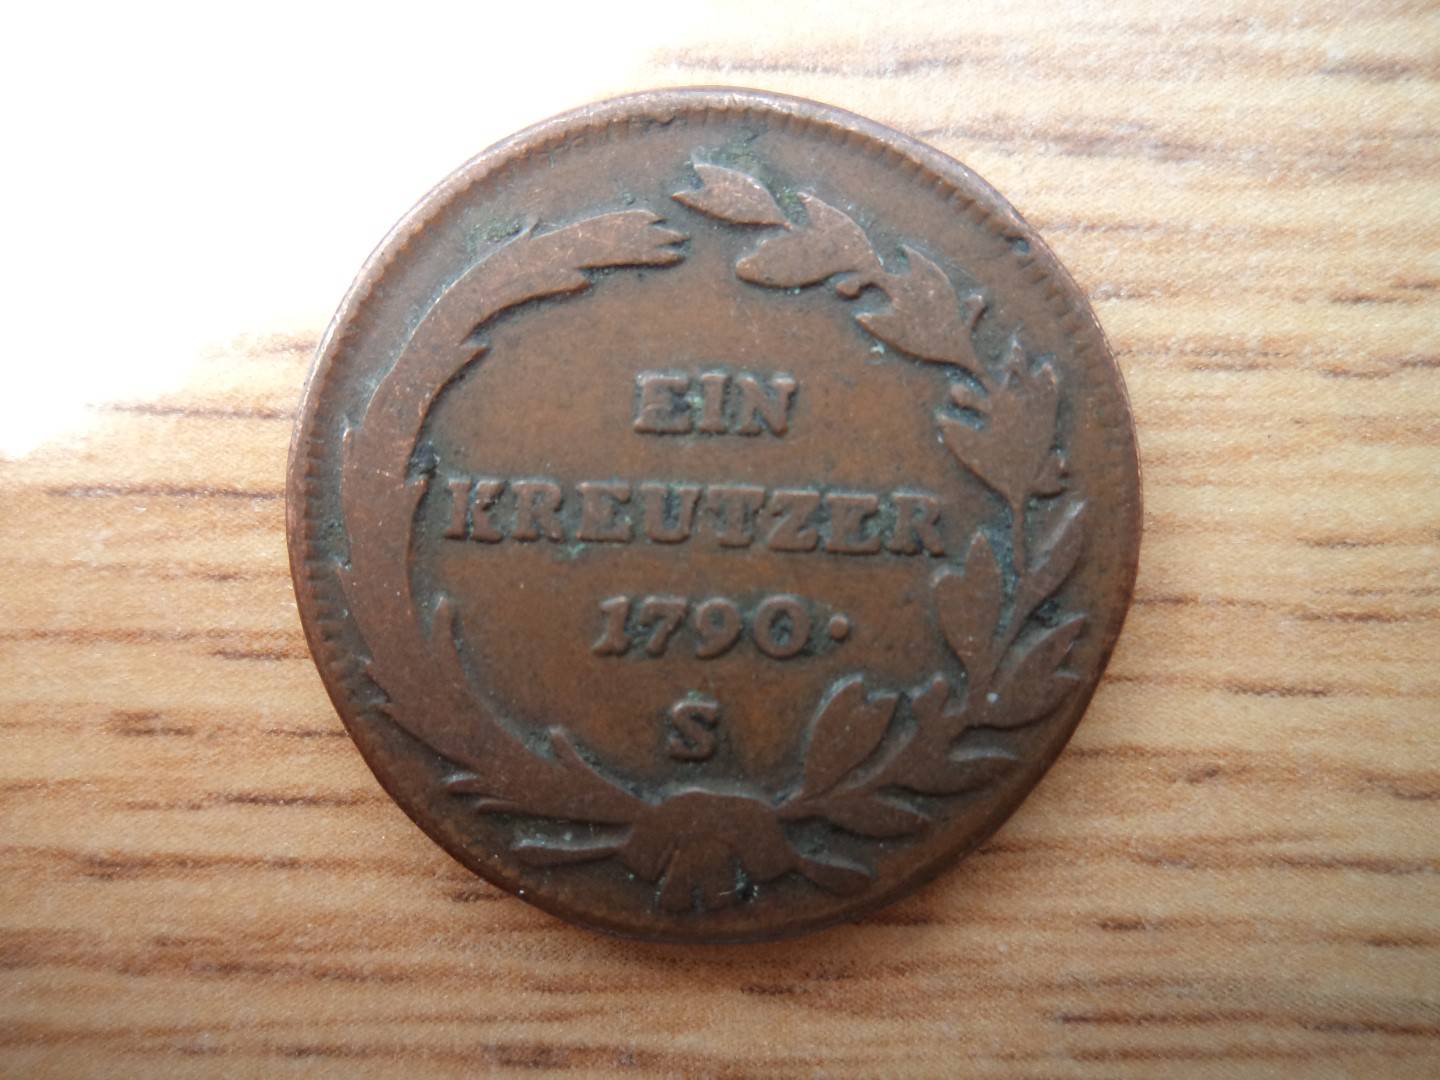 EIN
KREUTZER
1790·
S